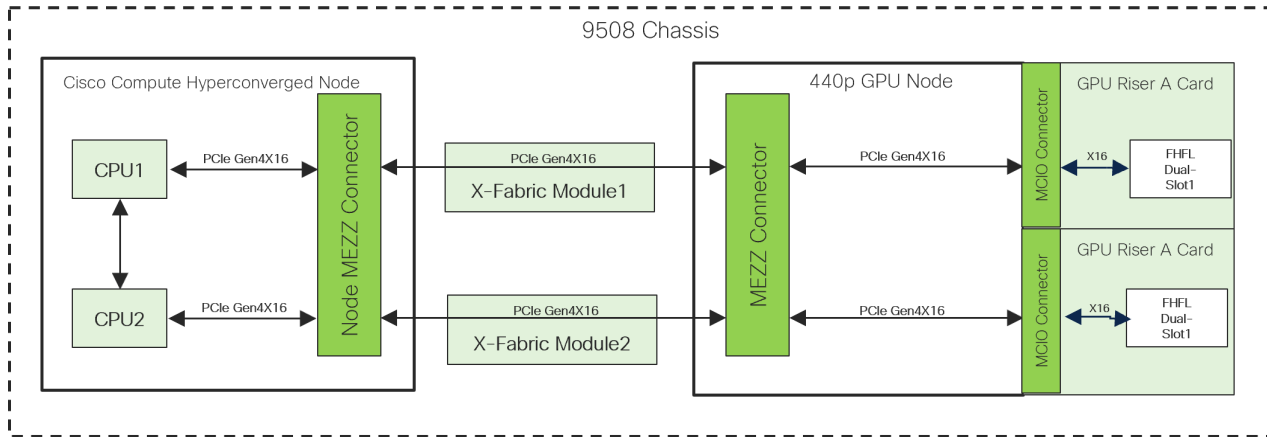 9508 Chassis
Cisco Compute Hyperconverged Node
CPU1
PCIe Gen4X16
CPU2
PCIe Gen4X16
Node MEZZ Connector
PCIe Gen4X16
X-Fabric Module1
PCIe Gen4X16
X-Fabric Module2
440p GPU Node
MEZZ Connector
PCIe Gen4X16
PCIe Gen4X16
MCIO Connector
GPU Riser A Card
X16
FHFL
Dual-
Slot1
MCIO Connector
GPU Riser A Card
X16
FHFL
Dual-
Slot1